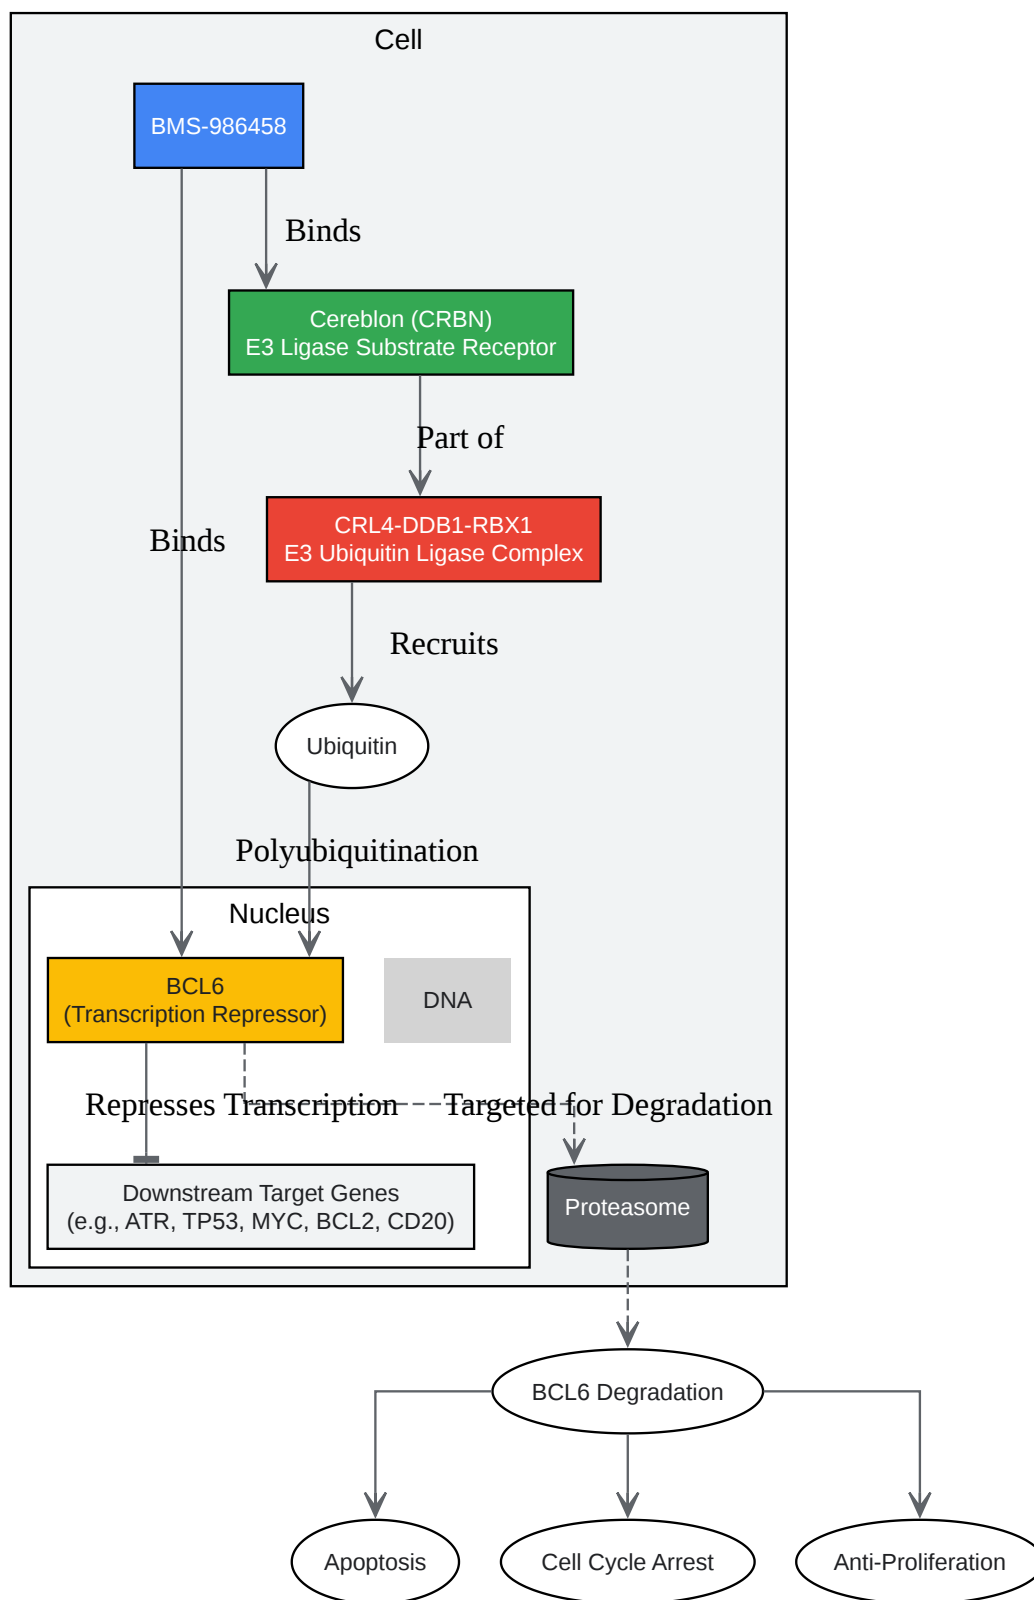 Cell
BMS-986458
Binds
Cereblon (CRBN)
E3 Ligase Substrate Receptor
Part of
CRL4-DDB1-RBX1
E3 Ubiquitin Ligase Complex
Binds
Recruits
Ubiquitin
Polyubiquitination
Nucleus
BCL6
(Transcription Repressor)
DNA
Represses Transcription
Targeted for Degradation
Downstream Target Genes
(e.g., ATR, TP53, MYC, BCL2, CD20)
Proteasome
BCL6 Degradation
Apoptosis
Cell Cycle Arrest
Anti-Proliferation